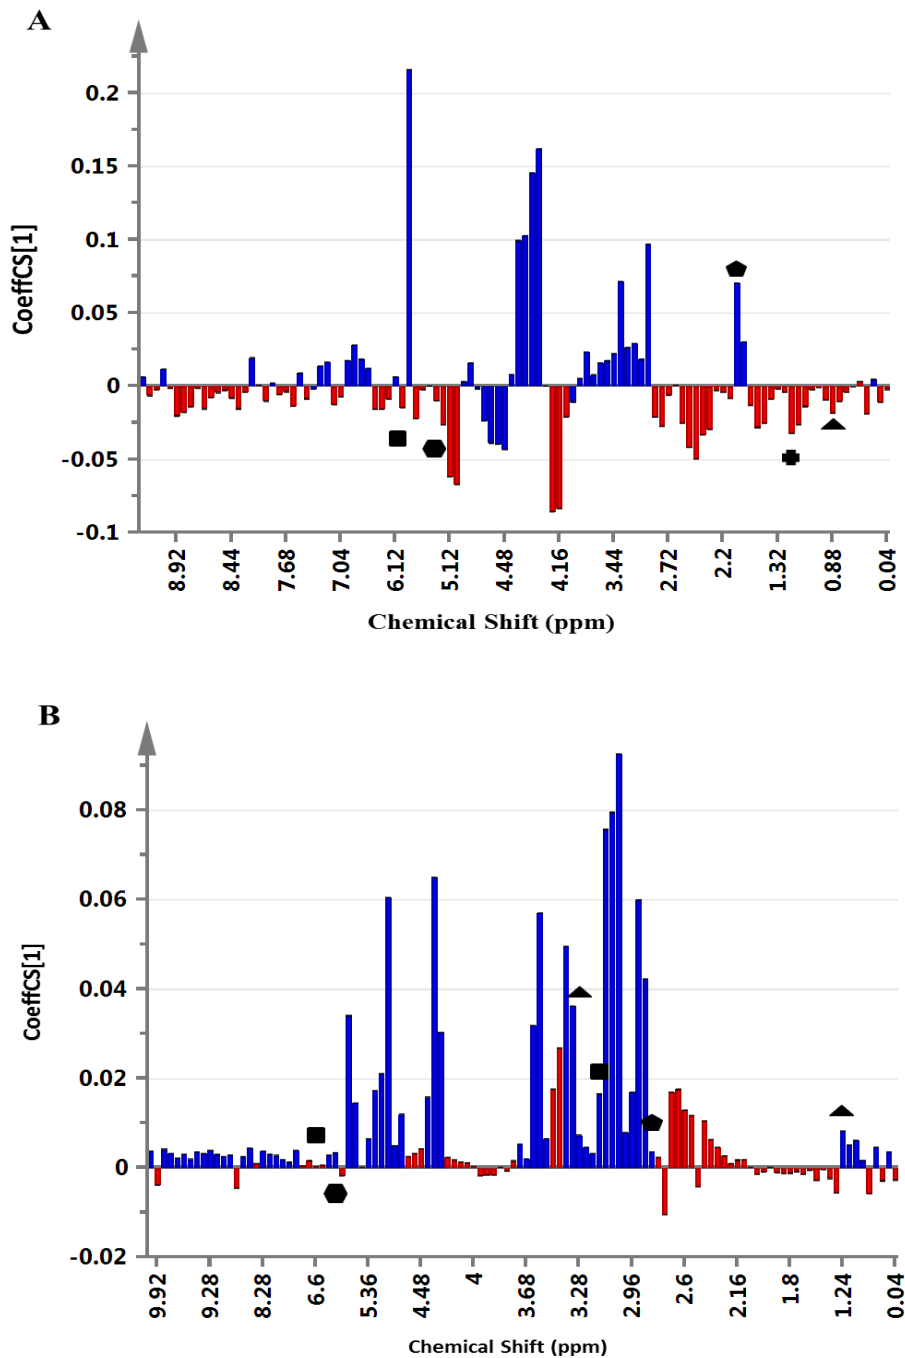 A
CoeffCS[1]
0.2
0.15
0.1
0.05
0
-0.05
-0.1
8.92 8.44 7.68 7.04 6.12 5.12 4.48 4.16 3.44 2.72 2.2 1.32 0.88 0.04
Chemical Shift (ppm)
B
CoeffCS[1]
0.08
0.06
0.04
0.02
0
-0.02
9.92 9.28 8.28 6.6 5.36 4.48 4 3.68 3.28 2.96 2.6 2.16 1.8 1.24 0.04
Chemical Shift (ppm)